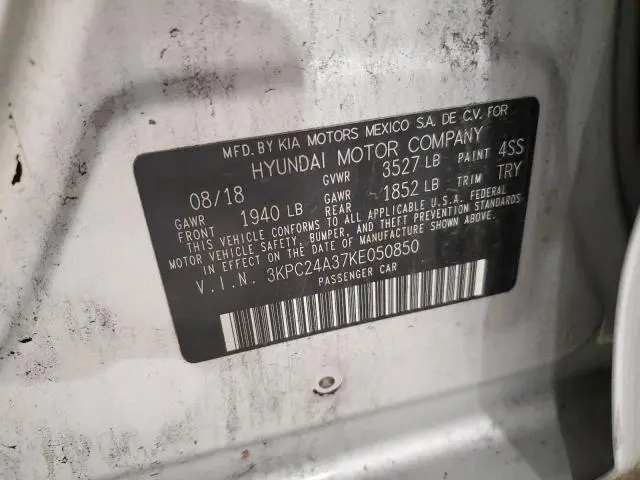 MFD. BY KIA MOTORS MEXICO S.A. DE C.V. FOR
HYUNDAI MOTOR COMPANY
08/18 GVWR 3527 LB PAINT 4SS
GAWR FRONT 1940 LB GAWR REAR 1852 LB TRIM TRY
THIS VEHICLE CONFORMS TO ALL APPLICABLE U.S.A. FEDERAL
MOTOR VEHICLE SAFETY, BUMPER, AND THEFT PREVENTION STANDARDS
IN EFFECT ON THE DATE OF MANUFACTURE SHOWN ABOVE.
V.I.N. 3KPC24A37KE050850
PASSENGER CAR